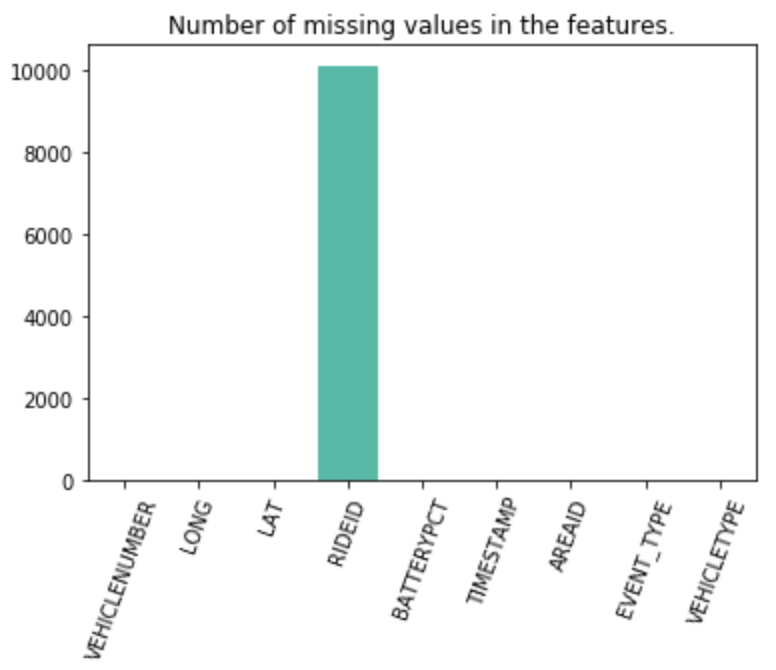 Number of missing values in the features.
10000
8000
6000
4000
2000
0
VEHICLENUMBER
LONG
LAT
RIDEID
BATTERYPCT
TIMESTAMP
AREAID
EVENT_TYPE
VEHICLETYPE